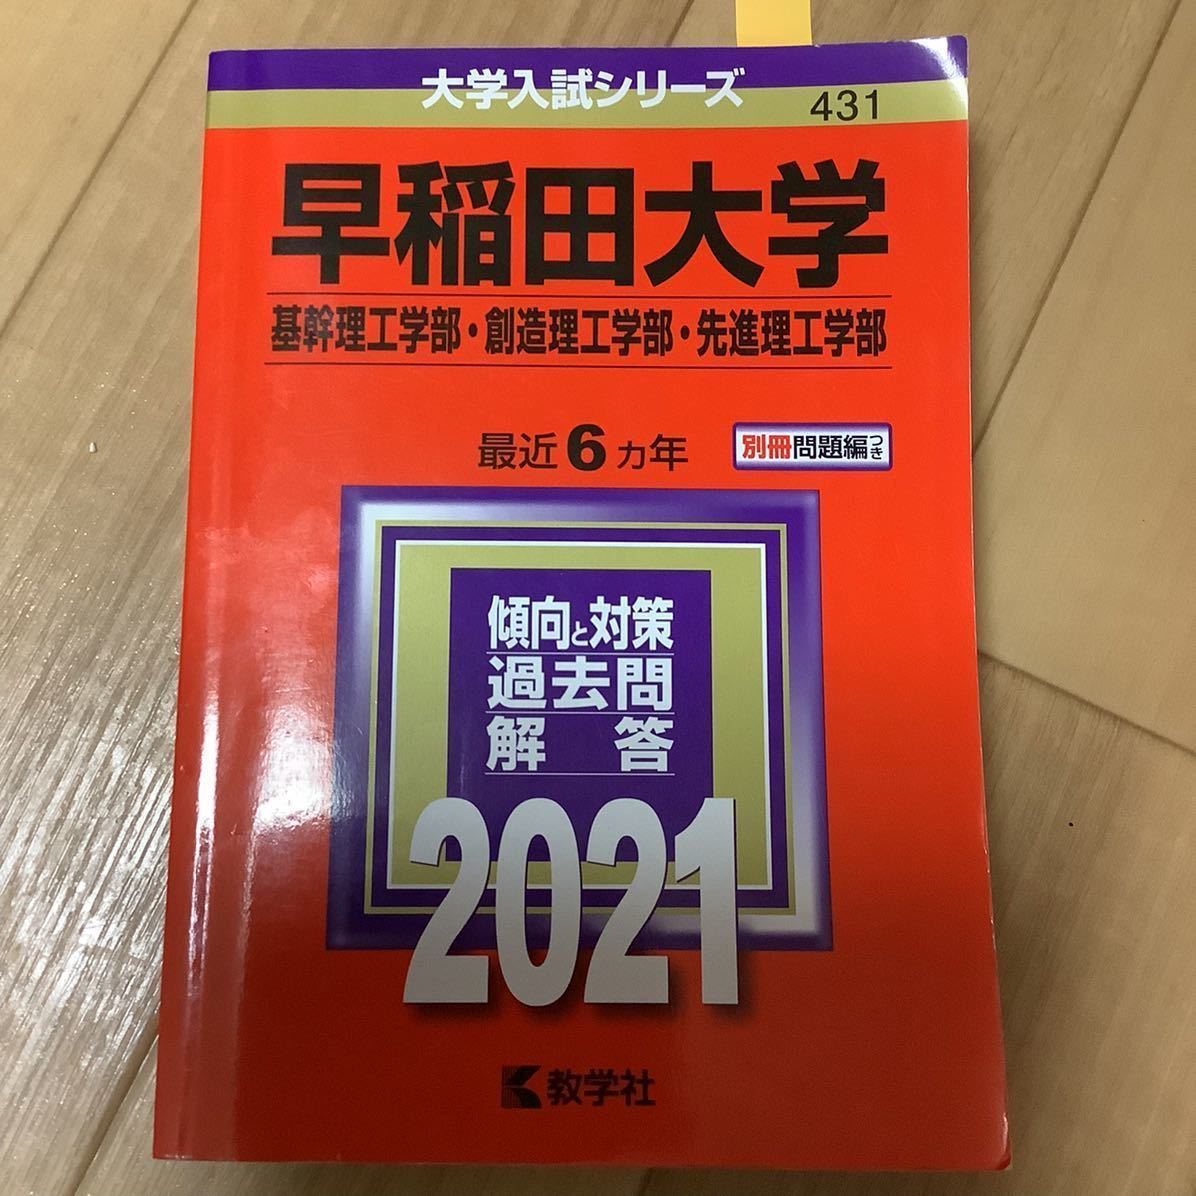 大学入試シリーズ
431
早稲田大学
基幹理工学部・創造理工学部・先進理工学部
最近6ヵ年
別冊問題編つき
傾向と対策
過去問
解答
2021
教学社